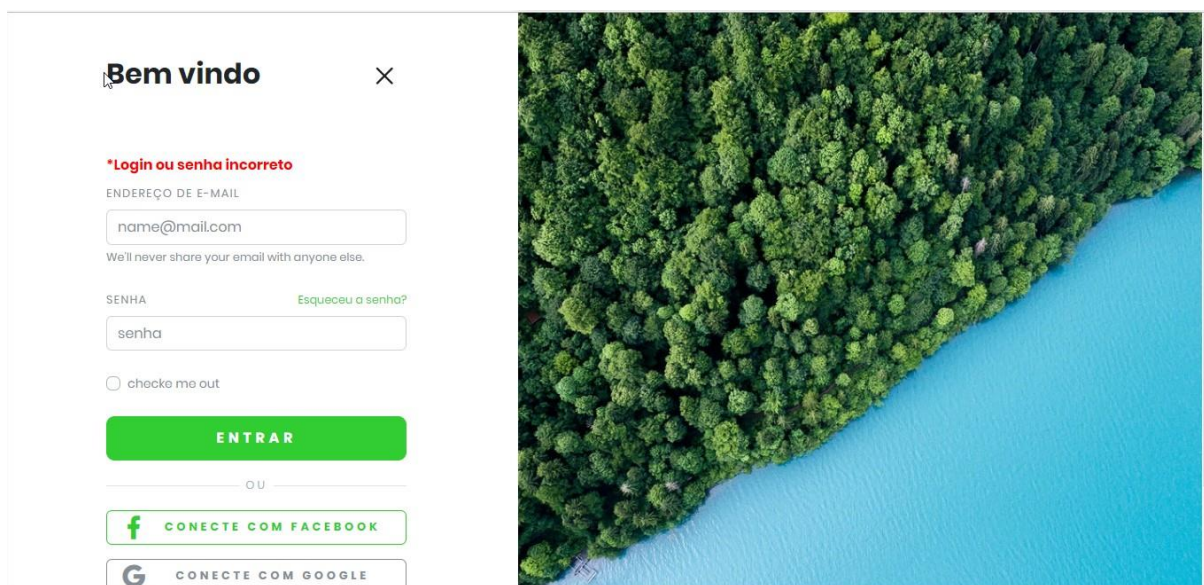 Bem vindo
*Login ou senha incorreto
ENDEREÇO DE E-MAIL
name@mail.com
We'll never share your email with anyone else.
SENHA Esqueceu a senha?
senha
checke me out
ENTRAR
OU
CONECTE COM FACEBOOK
CONECTE COM GOOGLE